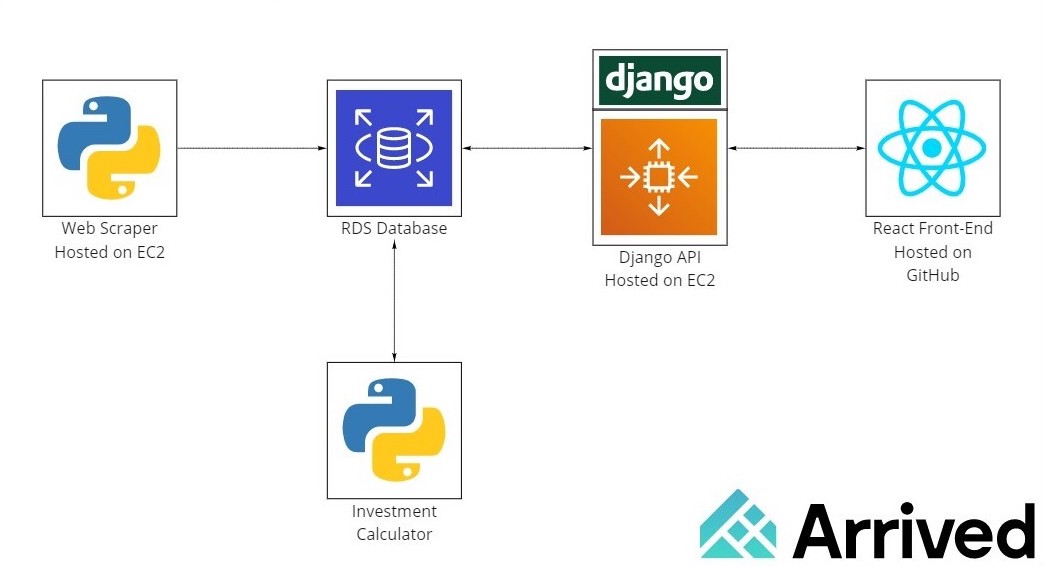 django
Web Scraper
Hosted on EC2
RDS Database
Django API
Hosted on EC2
React Front-End
Hosted on
GitHub
Investment
Calculator
Arrived